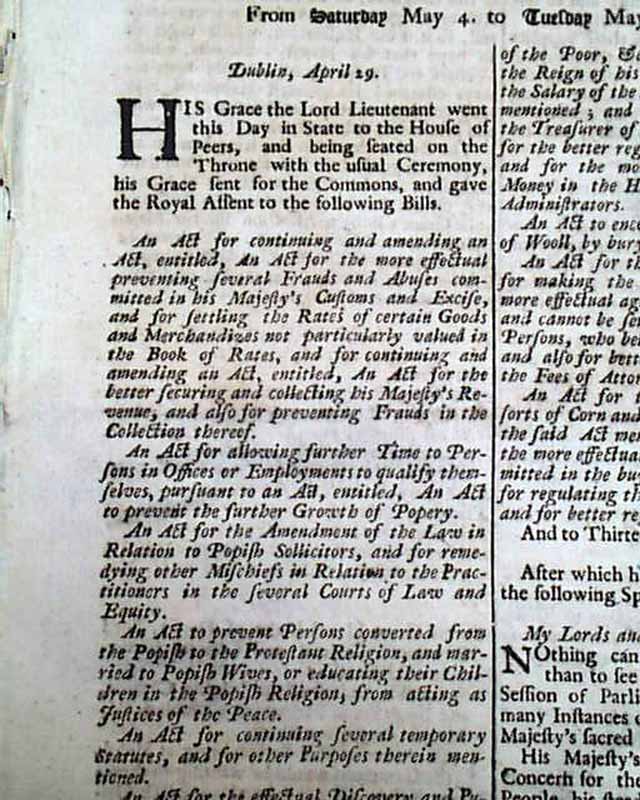 From Saturday May 4. to Tuesday May
Dublin, April 29.
HIS Grace the Lord Lieutenant went
this Day in State to the House of
Peers, and being ſeated on the
Throne with the uſual Ceremony,
his Grace ſent for the Commons, and gave
the Royal Aſſent to the following Bills.
An Act for continuing and amending an
Act, entitled, An Act for the more effectual
preventing ſeveral Frauds and Abuſes com-
mitted in his Majeſty's Cuſtoms and Exciſe,
and for ſettling the Rates of certain Goods
and Merchandizes not particularly valued in
the Book of Rates, and for continuing and
amending an Act, entitled, An Act for the
better ſecuring and collecting his Majeſty's Re-
venue, and alſo for preventing Frauds in the
Collection thereof.
An Act for allowing further Time to Per-
ſons in Offices or Employments to qualify them-
ſelves, purſuant to an Act, entitled, An Act
to prevent the further Growth of Popery.
An Act for the Amendment of the Law in
Relation to Popiſh Sollicitors, and for reme-
dying other Miſchiefs in Relation to the Prac-
titioners in the ſeveral Courts of Law and
Equity.
An Act to prevent Perſons converted from
the Popiſh to the Proteſtant Religion, and mar-
ried to Popiſh Wives, or educating their Chil-
dren in the Popiſh Religion, from acting as
Juſtices of the Peace.
An Act for continuing ſeveral temporary
Statutes, and for other Purpoſes therein men-
tioned.
An Act for the effectual Diſcovery and Pu-
of the Poor, &
the Reign of his
the Salary of the
mentioned; and
the Treaſurer of
for the better reg
and for the mo
Money in the H
Adminiſtrators.
An Act to enco
of Wooll, by bury
An Act for th
for making the
more effectual ag
and cannot be ſe
Perſons, who be
and alſo for bett
the Fees of Attor
An Act for
ſorts of Corn and
the ſaid Act me
the more effectua
mitted in the bu
for regulating th
and for better re
And to Thirte
After which h
the following Sp
My Lords and
NOthing can
than to ſee
Seſſion of Parli
many Inſtances
Majeſty's ſacred
His Majeſty's
Concern for the
People, his